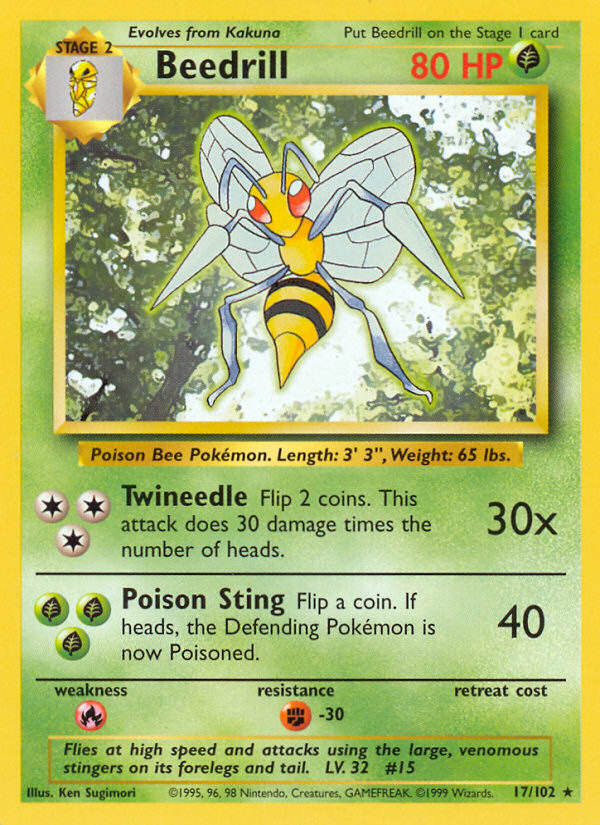 Evolves from Kakuna Put Beedrill on the Stage 1 card
STAGE 2
Beedrill 80 HP
Poison Bee Pokémon. Length: 3' 3", Weight: 65 lbs.
Twineedle Flip 2 coins. This
attack does 30 damage times the
number of heads.
30x
Poison Sting Flip a coin. If
heads, the Defending Pokémon is
now Poisoned.
40
weakness resistance retreat cost
-30
Flies at high speed and attacks using the large, venomous
stingers on its forelegs and tail. LV. 32 #15
Illus. Ken Sugimori ©1995, 96, 98 Nintendo, Creatures, GAMEFREAK. ©1999 Wizards. 17/102 ★